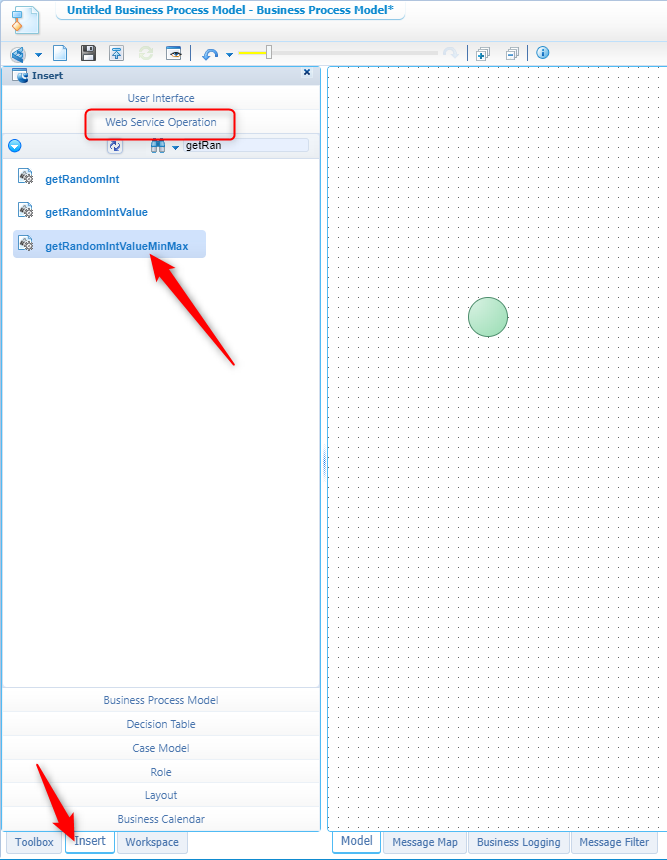 Untitled Business Process Model - Business Process Model*
Insert
User Interface
Web Service Operation
getRan
getRandomInt
getRandomIntValue
getRandomIntValueMinMax
Business Process Model
Decision Table
Case Model
Role
Layout
Business Calendar
Toolbox Insert Workspace
Model Message Map Business Logging Message Filter